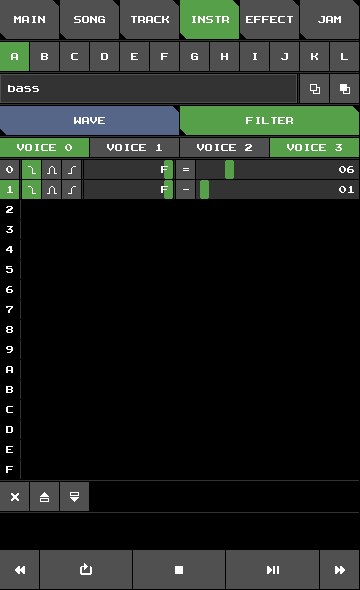 MAIN SONG TRACK INSTR EFFECT JAM
A B C D E F G H I J K L
bass
WAVE FILTER
VOICE 0 VOICE 1 VOICE 2 VOICE 3
0 F = 06
1 F - 01
2
3
4
5
6
7
8
9
A
B
C
D
E
F